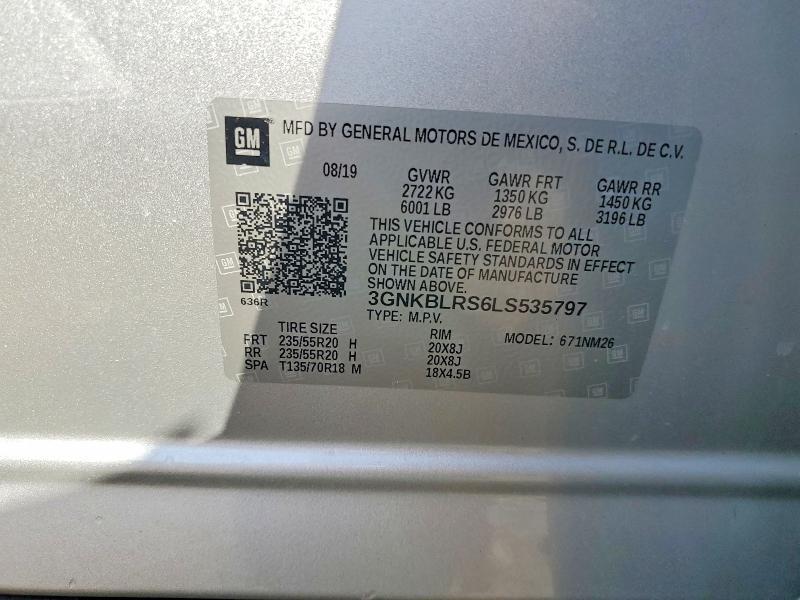 GM MFD BY GENERAL MOTORS DE MEXICO, S. DE R.L. DE C.V.
08/19 GVWR GAWR FRT GAWR RR
2722 KG 1350 KG 1450 KG
6001 LB 2976 LB 3196 LB
THIS VEHICLE CONFORMS TO ALL
APPLICABLE U.S. FEDERAL MOTOR
VEHICLE SAFETY STANDARDS IN EFFECT
ON THE DATE OF MANUFACTURE
SHOWN ABOVE.
636R 3GNKBLRS6LS535797
TYPE: M.P.V.
TIRE SIZE RIM MODEL: 671NM26
FRT 235/55R20 H 20X8J
RR 235/55R20 H 20X8J
SPA T135/70R18 M 18X4.5B